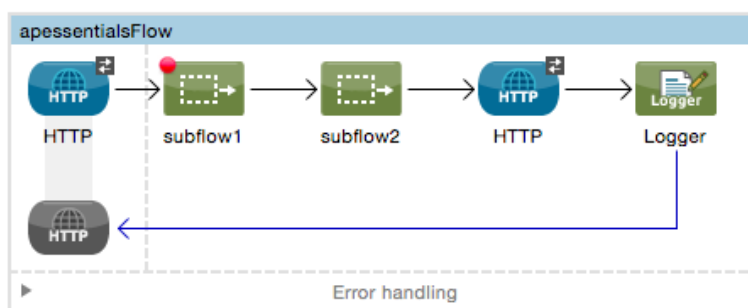 apessentialsFlow
HTTP
HTTP
Logger
HTTP
subflow1
subflow2
HTTP
Logger
HTTP
Error handling